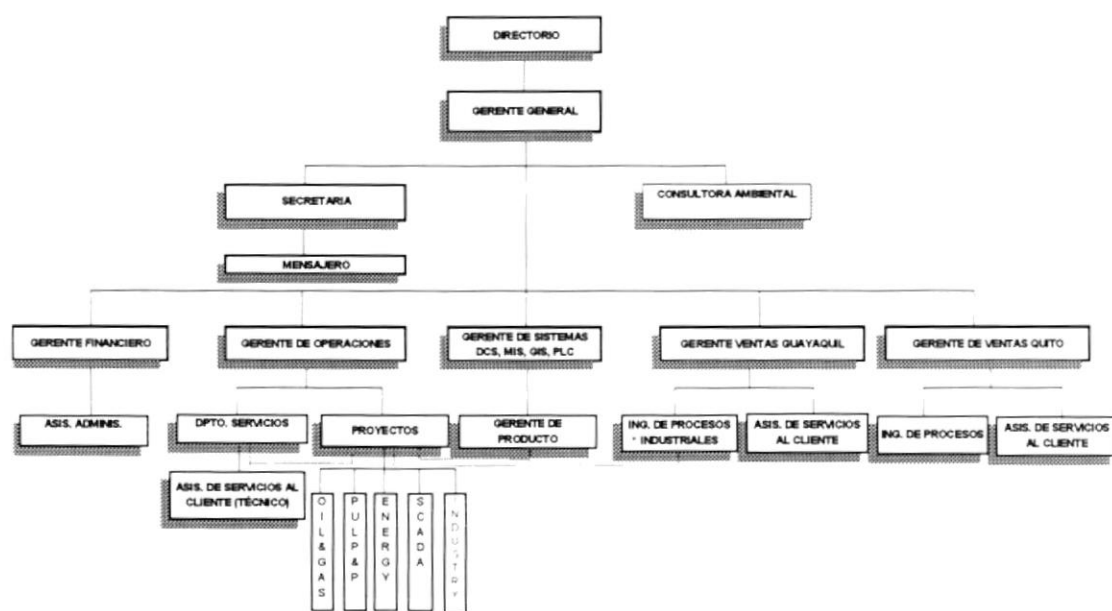 DIRECTORIO
GERENTE GENERAL
SECRETARIA
CONSULTORA AMBIENTAL
MENSAJERO
GERENTE FINANCIERO
GERENTE DE OPERACIONES
GERENTE DE SISTEMAS
DCS, MIS, GIS, PLC
GERENTE VENTAS GUAYAQUIL
GERENTE DE VENTAS QUITO
ASIS. ADMINIS.
DPTO. SERVICIOS
PROYECTOS
GERENTE DE
PRODUCTO
ING. DE PROCESOS
INDUSTRIALES
ASIS. DE SERVICIOS
AL CLIENTE
ING. DE PROCESOS
ASIS. DE SERVICIOS
AL CLIENTE
ASIS. DE SERVICIOS AL
CLIENTE (TÉCNICO)
OIL&GAS
PULP&P
ENERGY
SCADA
INDUSTRY